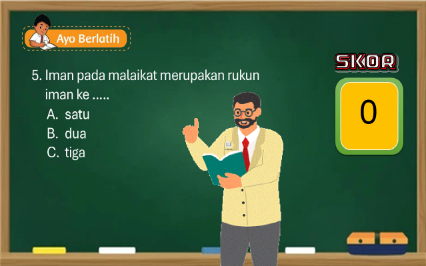 Ayo Berlatih
SKOR
5. Iman pada malaikat merupakan rukun
iman ke .....
0
A. satu
B. dua
C. tiga